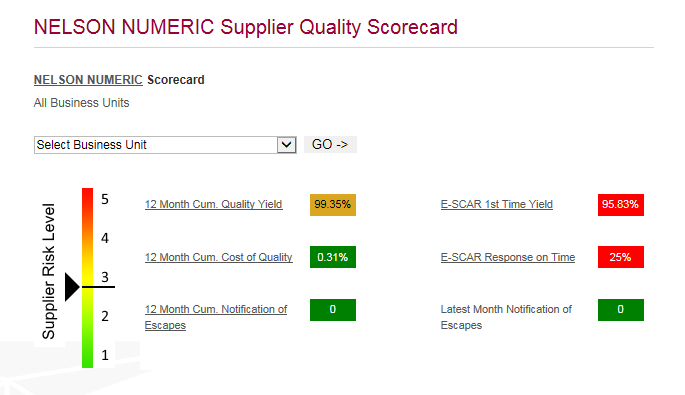 NELSON NUMERIC Supplier Quality Scorecard
NELSON NUMERIC Scorecard
All Business Units
Select Business Unit
GO ->
Supplier Risk Level
5
4
3
2
1
12 Month Cum. Quality Yield
99.35%
E-SCAR 1st Time Yield
95.83%
12 Month Cum. Cost of Quality
0.31%
E-SCAR Response on Time
25%
12 Month Cum. Notification of
Escapes
0
Latest Month Notification of
Escapes
0